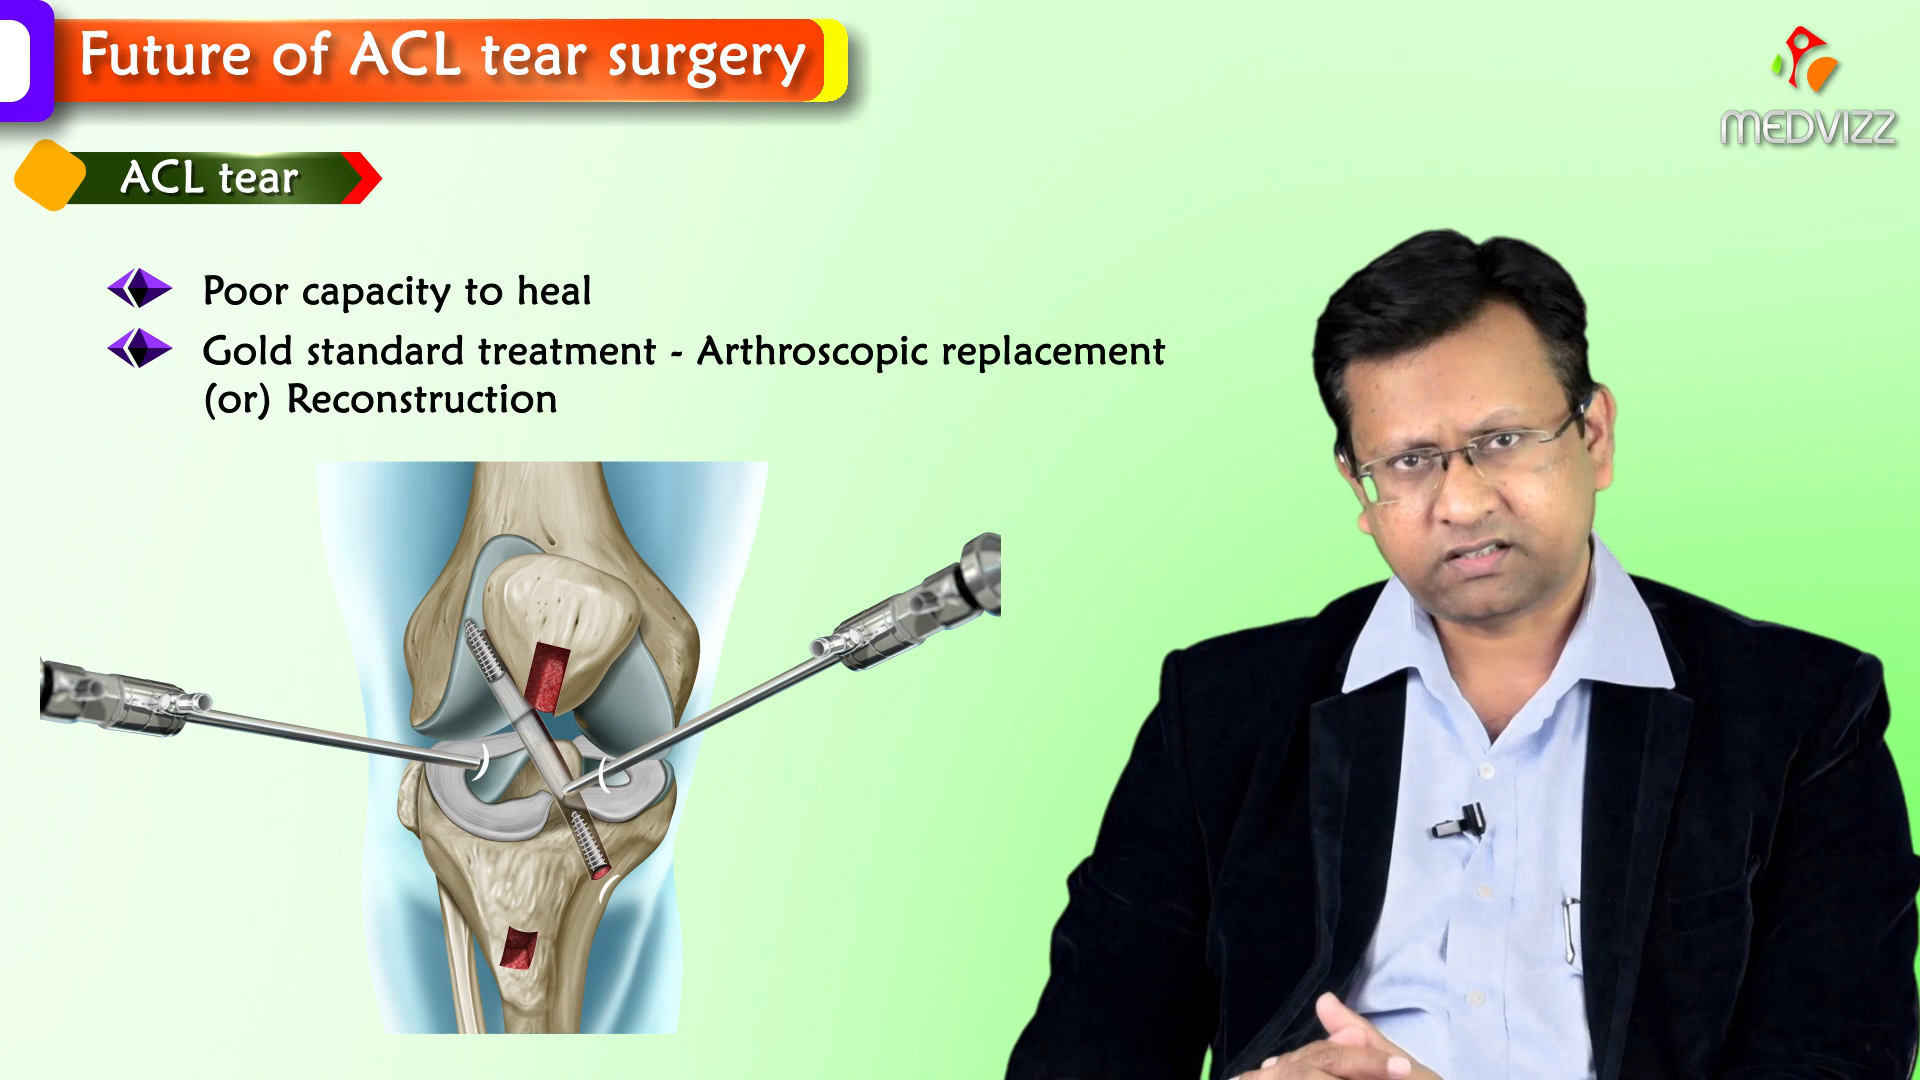 Future of ACL tear surgery
MEDVIZZ
ACL tear
Poor capacity to heal
Gold standard treatment - Arthroscopic replacement
(or) Reconstruction